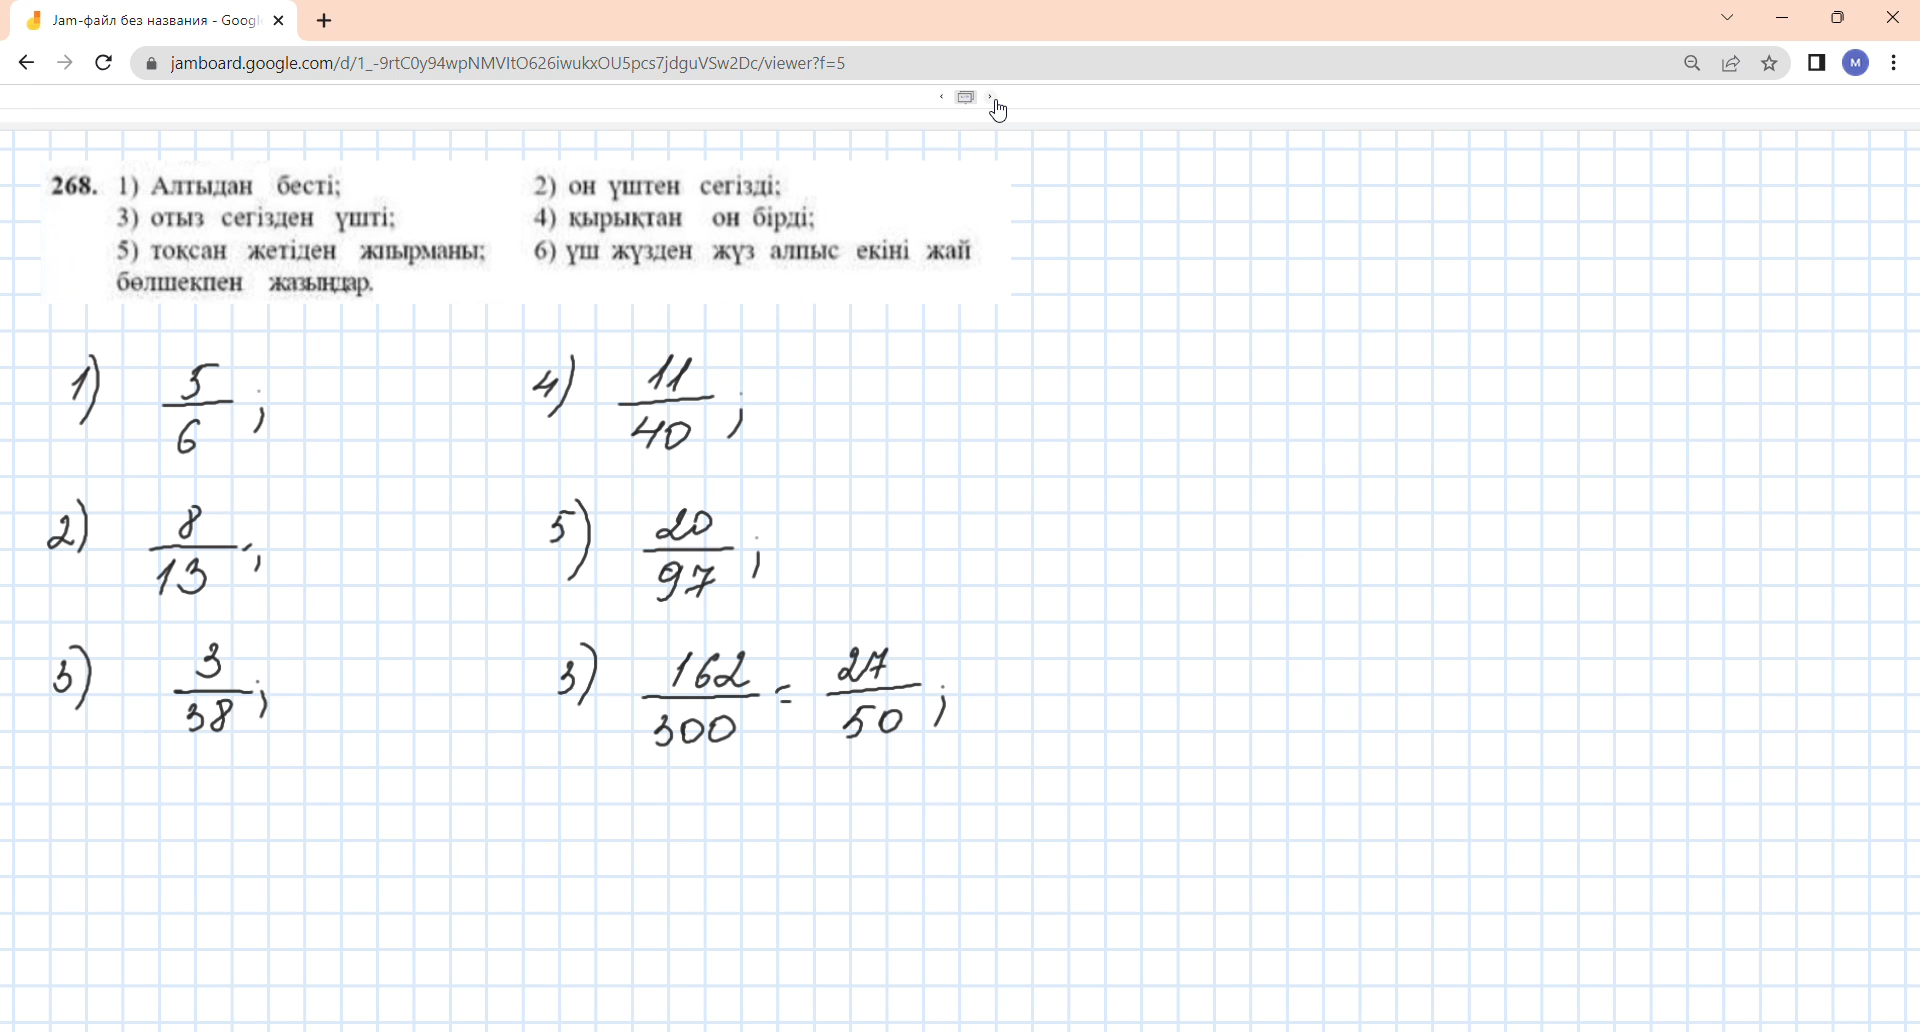 Jam-файл без названия - Googl
jamboard.google.com/d/1_-9rtC0y94wpNMVItO626iwukxOU5pcs7jdguVSw2Dc/viewer?f=5
M
268. 1) Алтыдан бесті; 2) он үштен сегізді;
3) отыз сегізден үшті; 4) қырықтан он бірді;
5) тоқсан жетіден жпырманы; 6) үш жүзден жүз алпыс екіні жай
бөлшекпен жазыңдар.
1) 5/6; 4) 11/40;
2) 8/13; 5) 20/97;
3) 3/38; 3) 162/300 = 27/50;